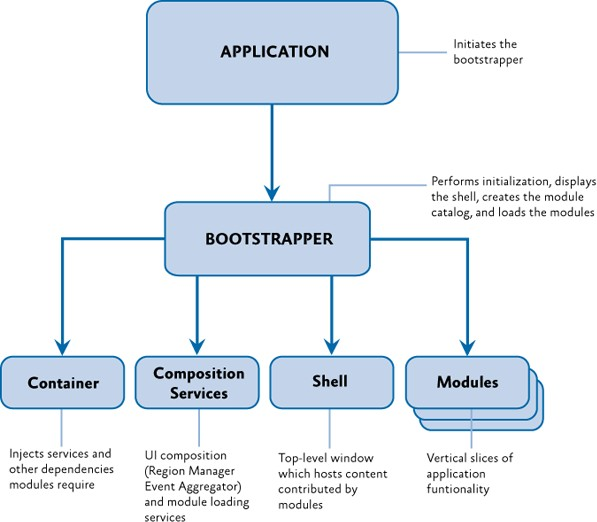 APPLICATION
Initiates the
bootstrapper
Performs initialization, displays
the shell, creates the module
catalog, and loads the modules
BOOTSTRAPPER
Container
Composition
Services
Shell
Modules
Injects services and
other dependencies
modules require
UI composition
(Region Manager
Event Aggregator)
and module loading
services
Top-level window
which hosts content
contributed by
modules
Vertical slices of
application
funtionality